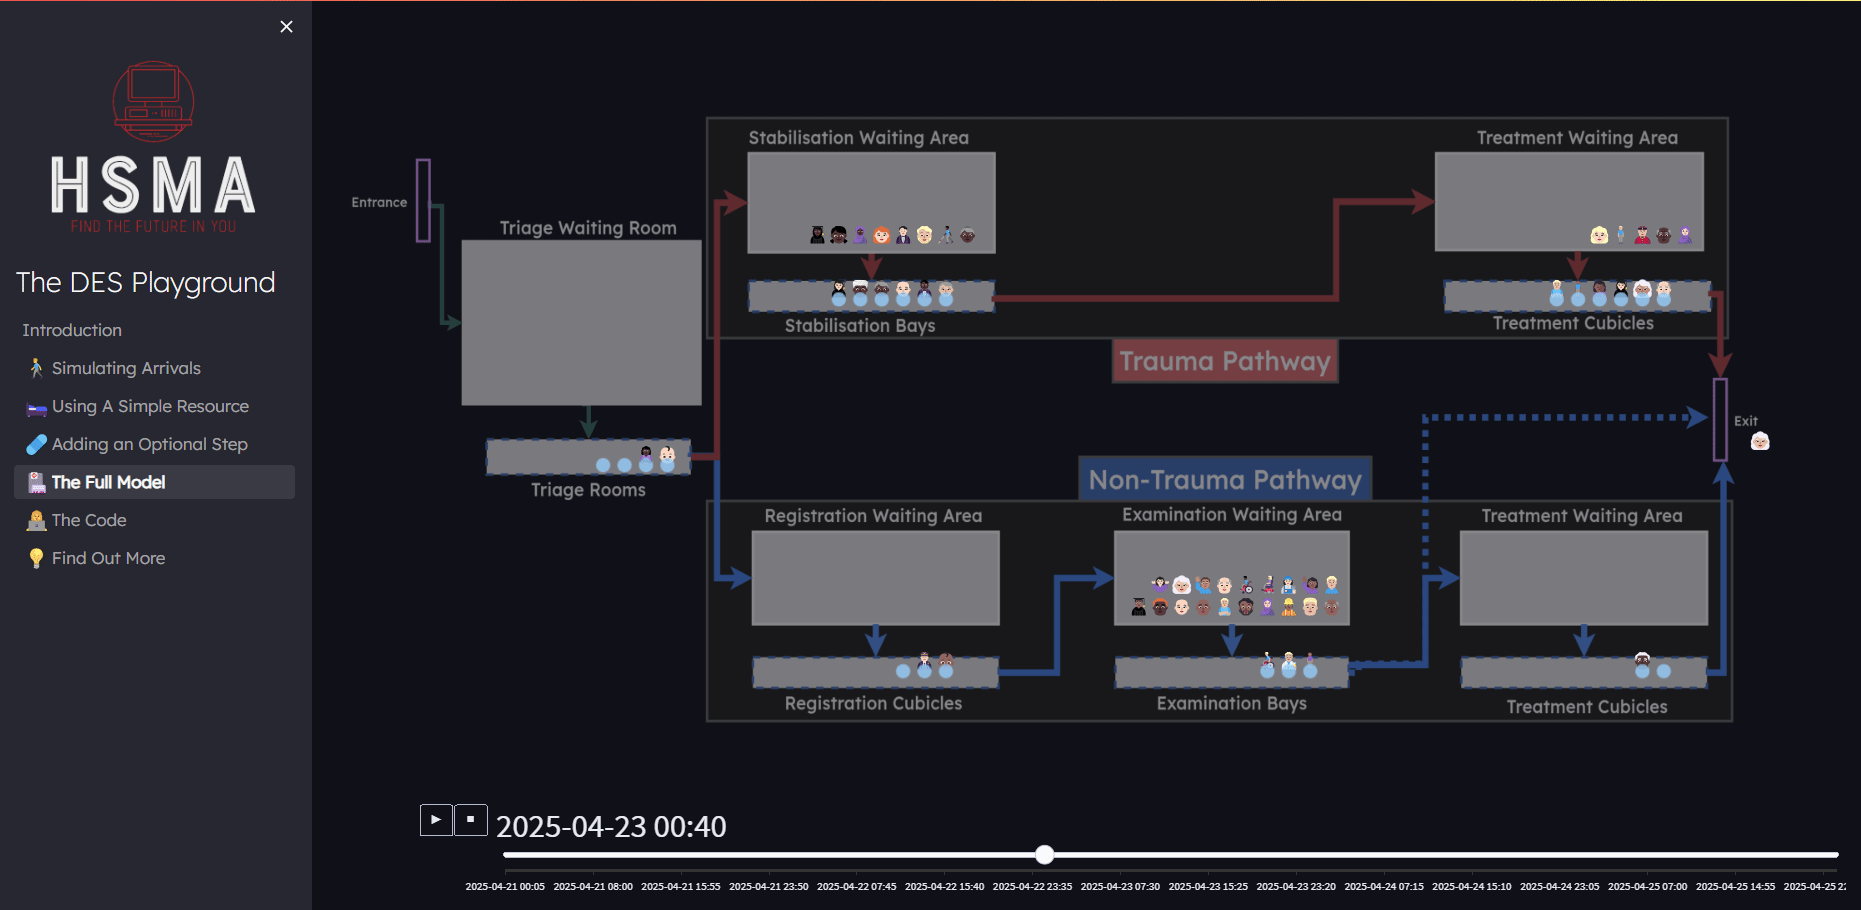 HSMA
FIND THE FUTURE IN YOU
The DES Playground
Introduction
Simulating Arrivals
Using A Simple Resource
Adding an Optional Step
The Full Model
The Code
Find Out More
Entrance
Triage Waiting Room
Triage Rooms
Stabilisation Waiting Area
Stabilisation Bays
Treatment Waiting Area
Treatment Cubicles
Trauma Pathway
Exit
Non-Trauma Pathway
Registration Waiting Area
Registration Cubicles
Examination Waiting Area
Examination Bays
Treatment Waiting Area
Treatment Cubicles
2025-04-23 00:40
2025-04-21 00:05 2025-04-21 08:00 2025-04-21 15:55 2025-04-21 23:50 2025-04-22 07:45 2025-04-22 15:40 2025-04-22 23:35 2025-04-23 07:30 2025-04-23 15:25 2025-04-23 23:20 2025-04-24 07:15 2025-04-24 15:10 2025-04-24 23:05 2025-04-25 07:00 2025-04-25 14:55 2025-04-25 22: